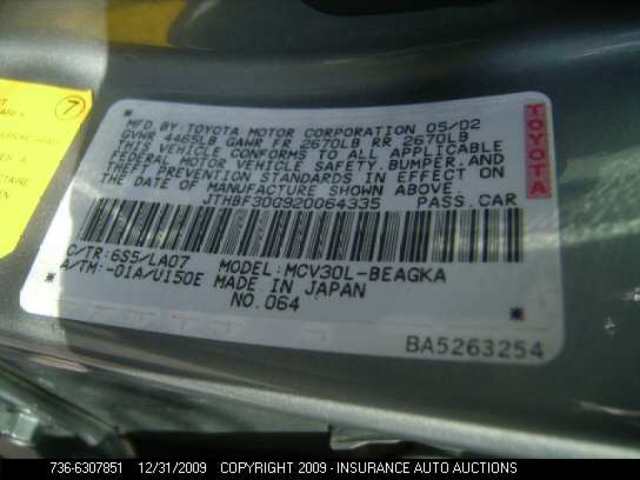 7
MFD. BY TOYOTA MOTOR CORPORATION 05/02
GVWR 4465LB GAWR FR 2670LB RR 2670LB
THIS VEHICLE CONFORMS TO ALL APPLICABLE
FEDERAL MOTOR VEHICLE SAFETY, BUMPER, AND
THEFT PREVENTION STANDARDS IN EFFECT ON
THE DATE OF MANUFACTURE SHOWN ABOVE.
JTHBF30G920064335 PASS. CAR
TOYOTA
C/TR: 6S5/LA07 MODEL: MCV30L-BEAGKA
A/TM: -01A/U150E MADE IN JAPAN
NO. 064
BA5263254
736-6307851 12/31/2009 COPYRIGHT 2009 - INSURANCE AUTO AUCTIONS